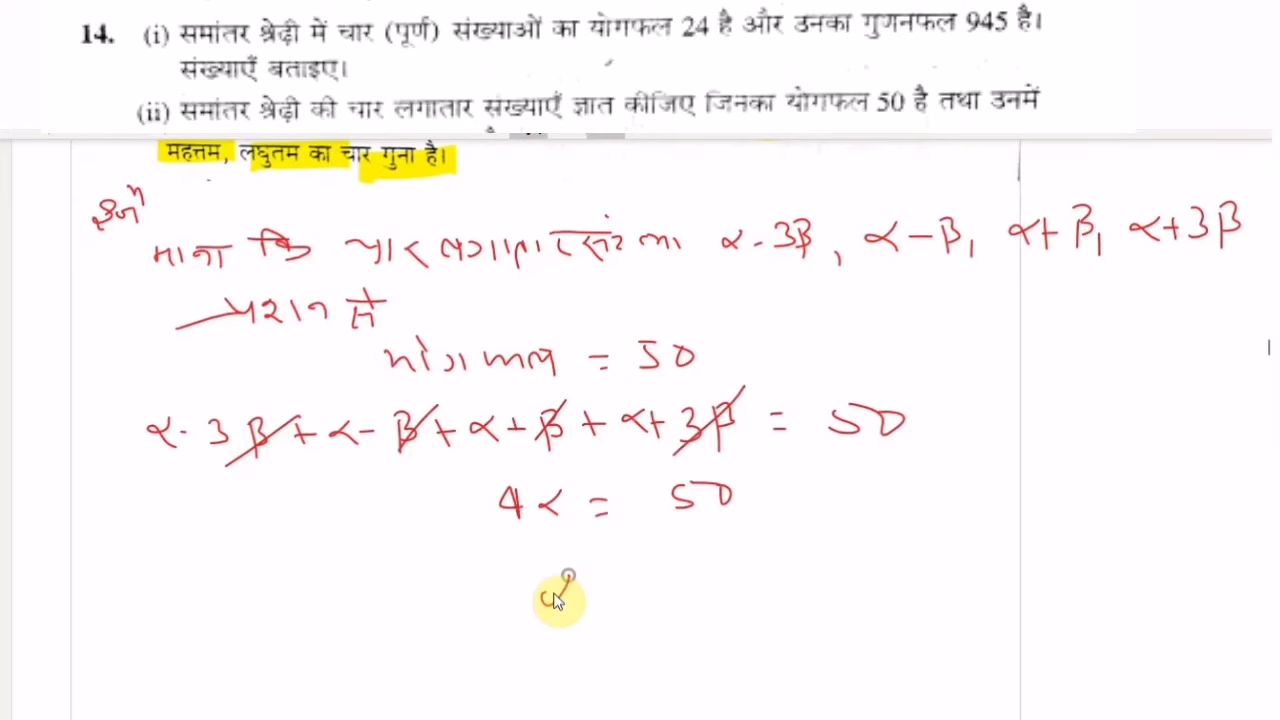 14. (i) समांतर श्रेढ़ी में चार (पूर्ण) संख्याओं का योगफल 24 है और उनका गुणनफल 945 है।
संख्याएँ बताइए।
(ii) समांतर श्रेढ़ी की चार लगातार संख्याएँ ज्ञात कीजिए जिनका योगफल 50 है तथा उनमें
महत्तम, लघुतम का चार गुना है।
माना कि चार लगातार संख्या α - 3β, α - β, α + β, α + 3β
प्रश्न से
योगफल = 50
α - 3β + α - β + α + β + α + 3β = 50
4α = 50